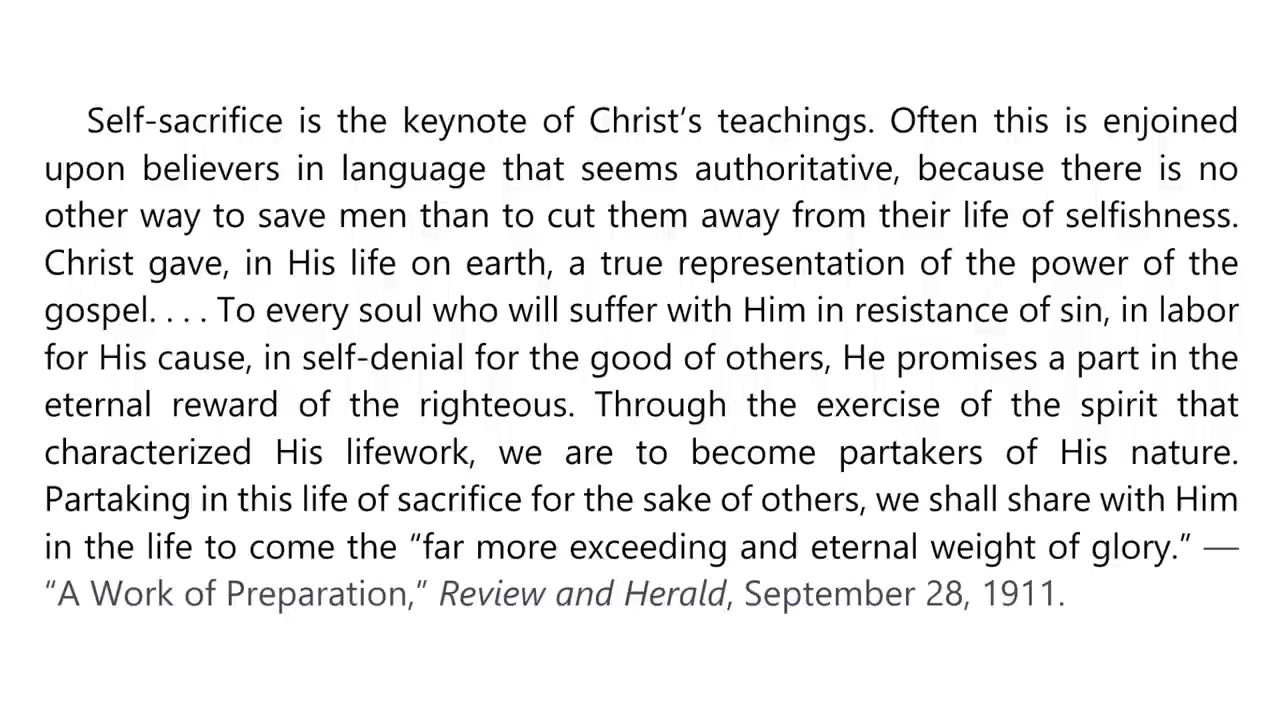 Self-sacrifice is the keynote of Christ’s teachings. Often this is enjoined
upon believers in language that seems authoritative, because there is no
other way to save men than to cut them away from their life of selfishness.
Christ gave, in His life on earth, a true representation of the power of the
gospel. . . . To every soul who will suffer with Him in resistance of sin, in labor
for His cause, in self-denial for the good of others, He promises a part in the
eternal reward of the righteous. Through the exercise of the spirit that
characterized His lifework, we are to become partakers of His nature.
Partaking in this life of sacrifice for the sake of others, we shall share with Him
in the life to come the “far more exceeding and eternal weight of glory.” —
“A Work of Preparation,” Review and Herald, September 28, 1911.